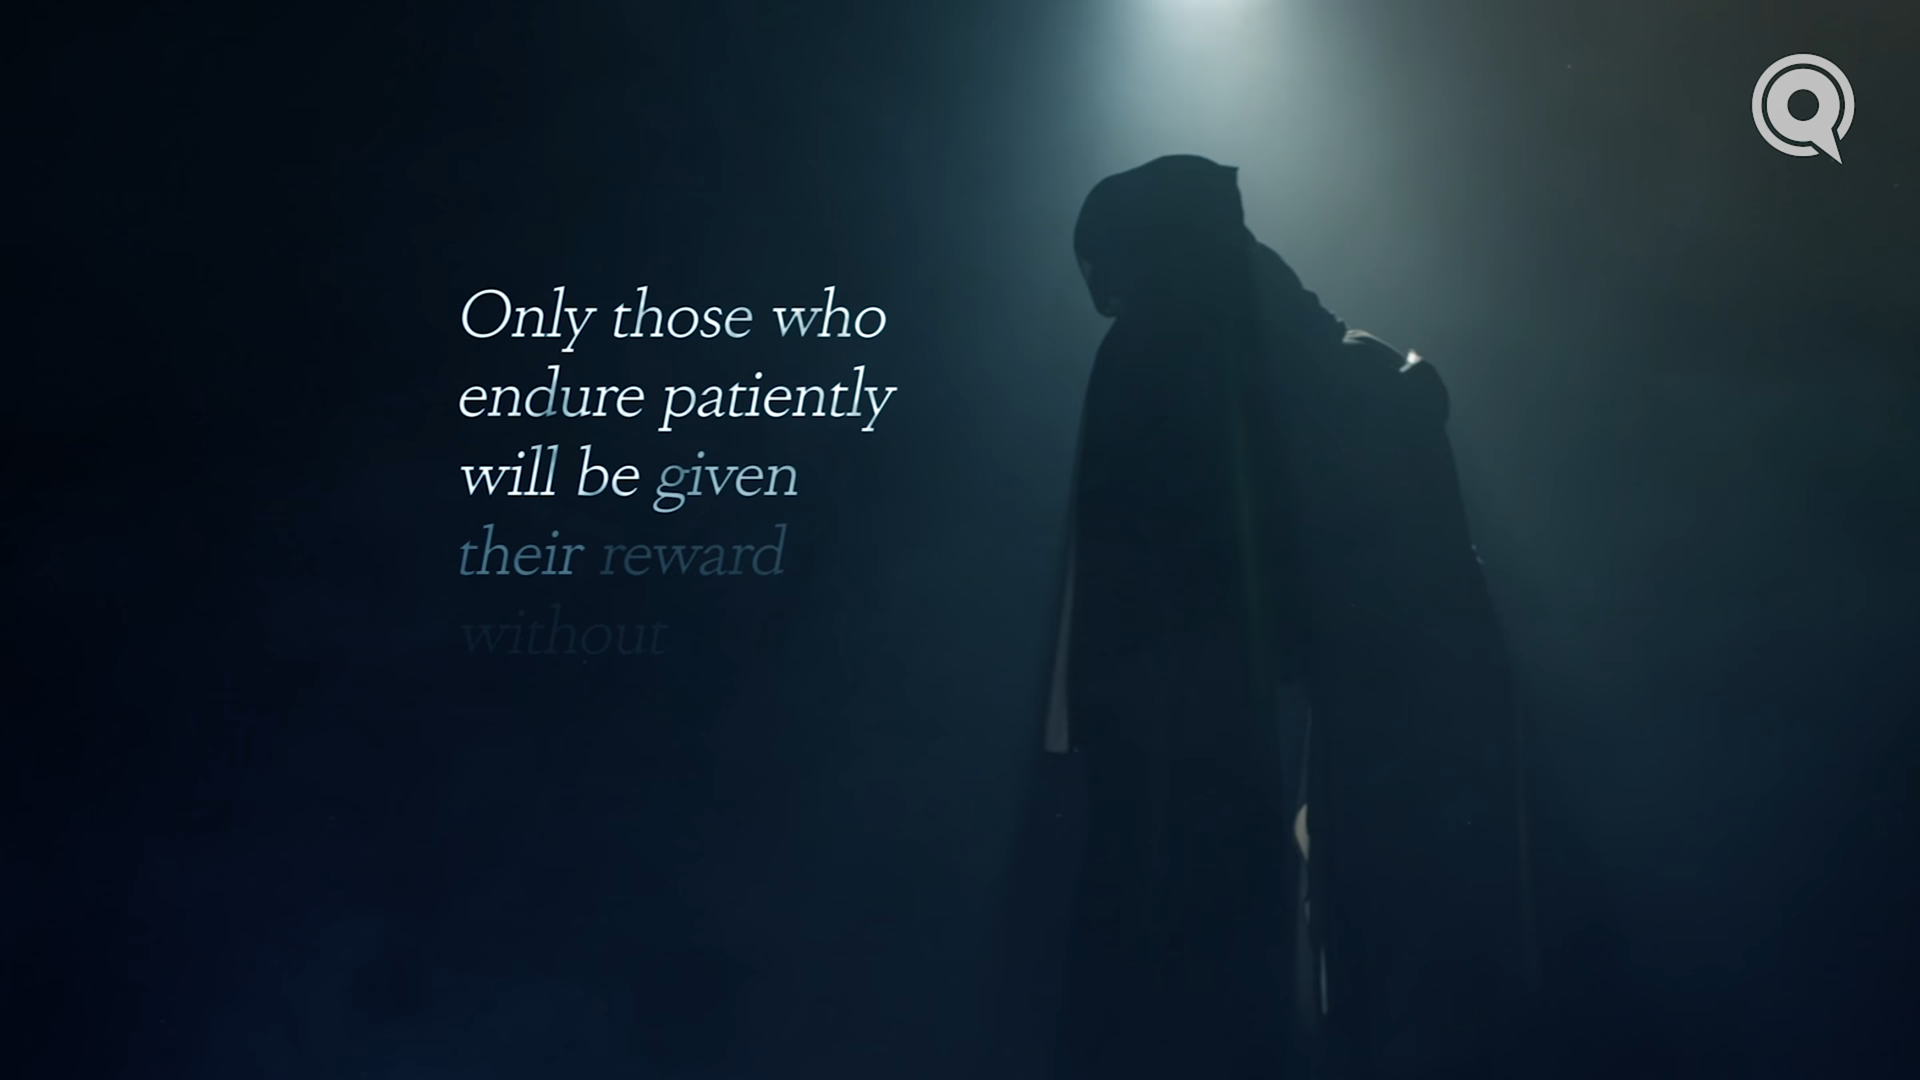 Only those who
endure patiently
will be given
their reward
without